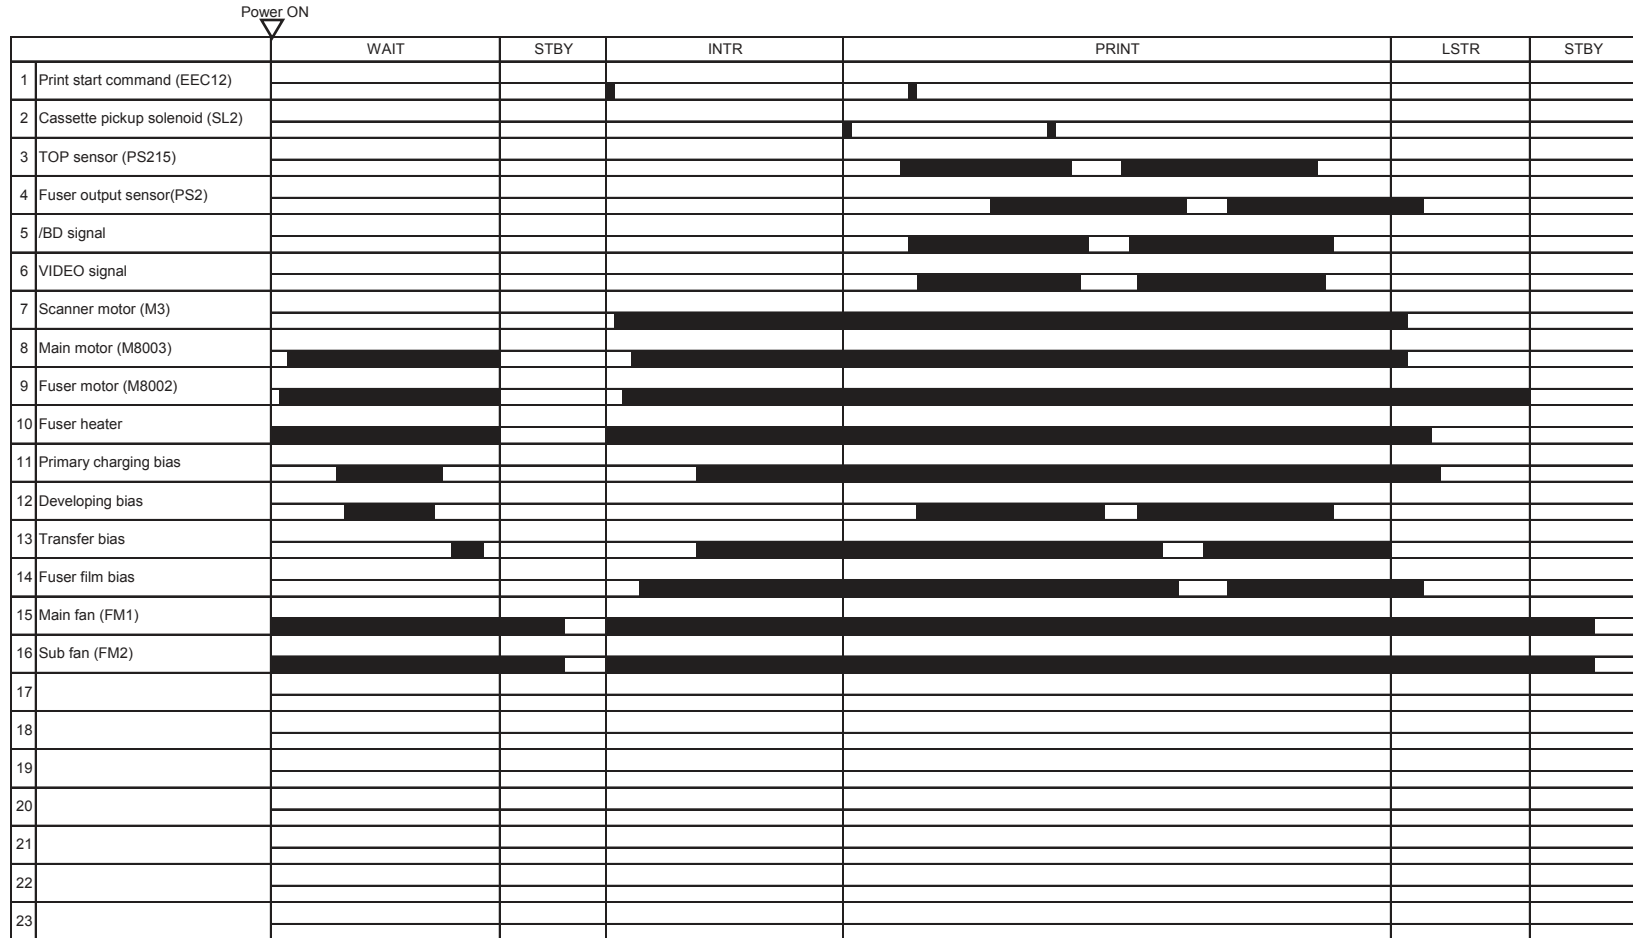 Power ON
WAIT STBY INTR PRINT LSTR STBY
1 Print start command (EEC12)
2 Cassette pickup solenoid (SL2)
3 TOP sensor (PS215)
4 Fuser output sensor(PS2)
5 /BD signal
6 VIDEO signal
7 Scanner motor (M3)
8 Main motor (M8003)
9 Fuser motor (M8002)
10 Fuser heater
11 Primary charging bias
12 Developing bias
13 Transfer bias
14 Fuser film bias
15 Main fan (FM1)
16 Sub fan (FM2)
17
18
19
20
21
22
23